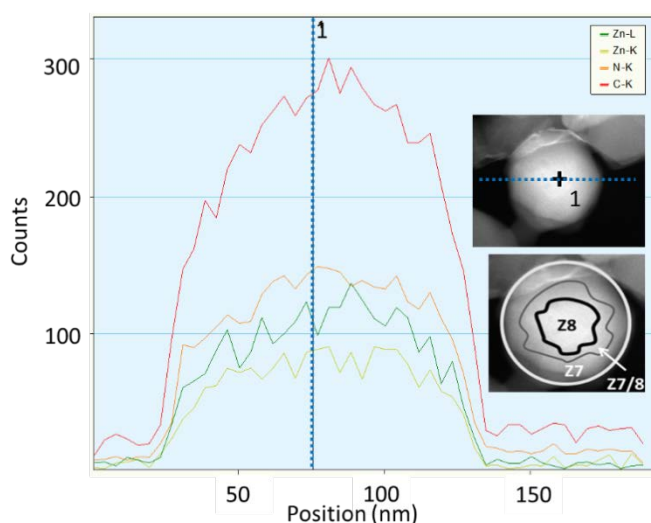 1
Zn-L
Zn-K
N-K
C-K
300
200
100
Counts
1
Z8
Z7
Z7/8
50
100
150
Position (nm)